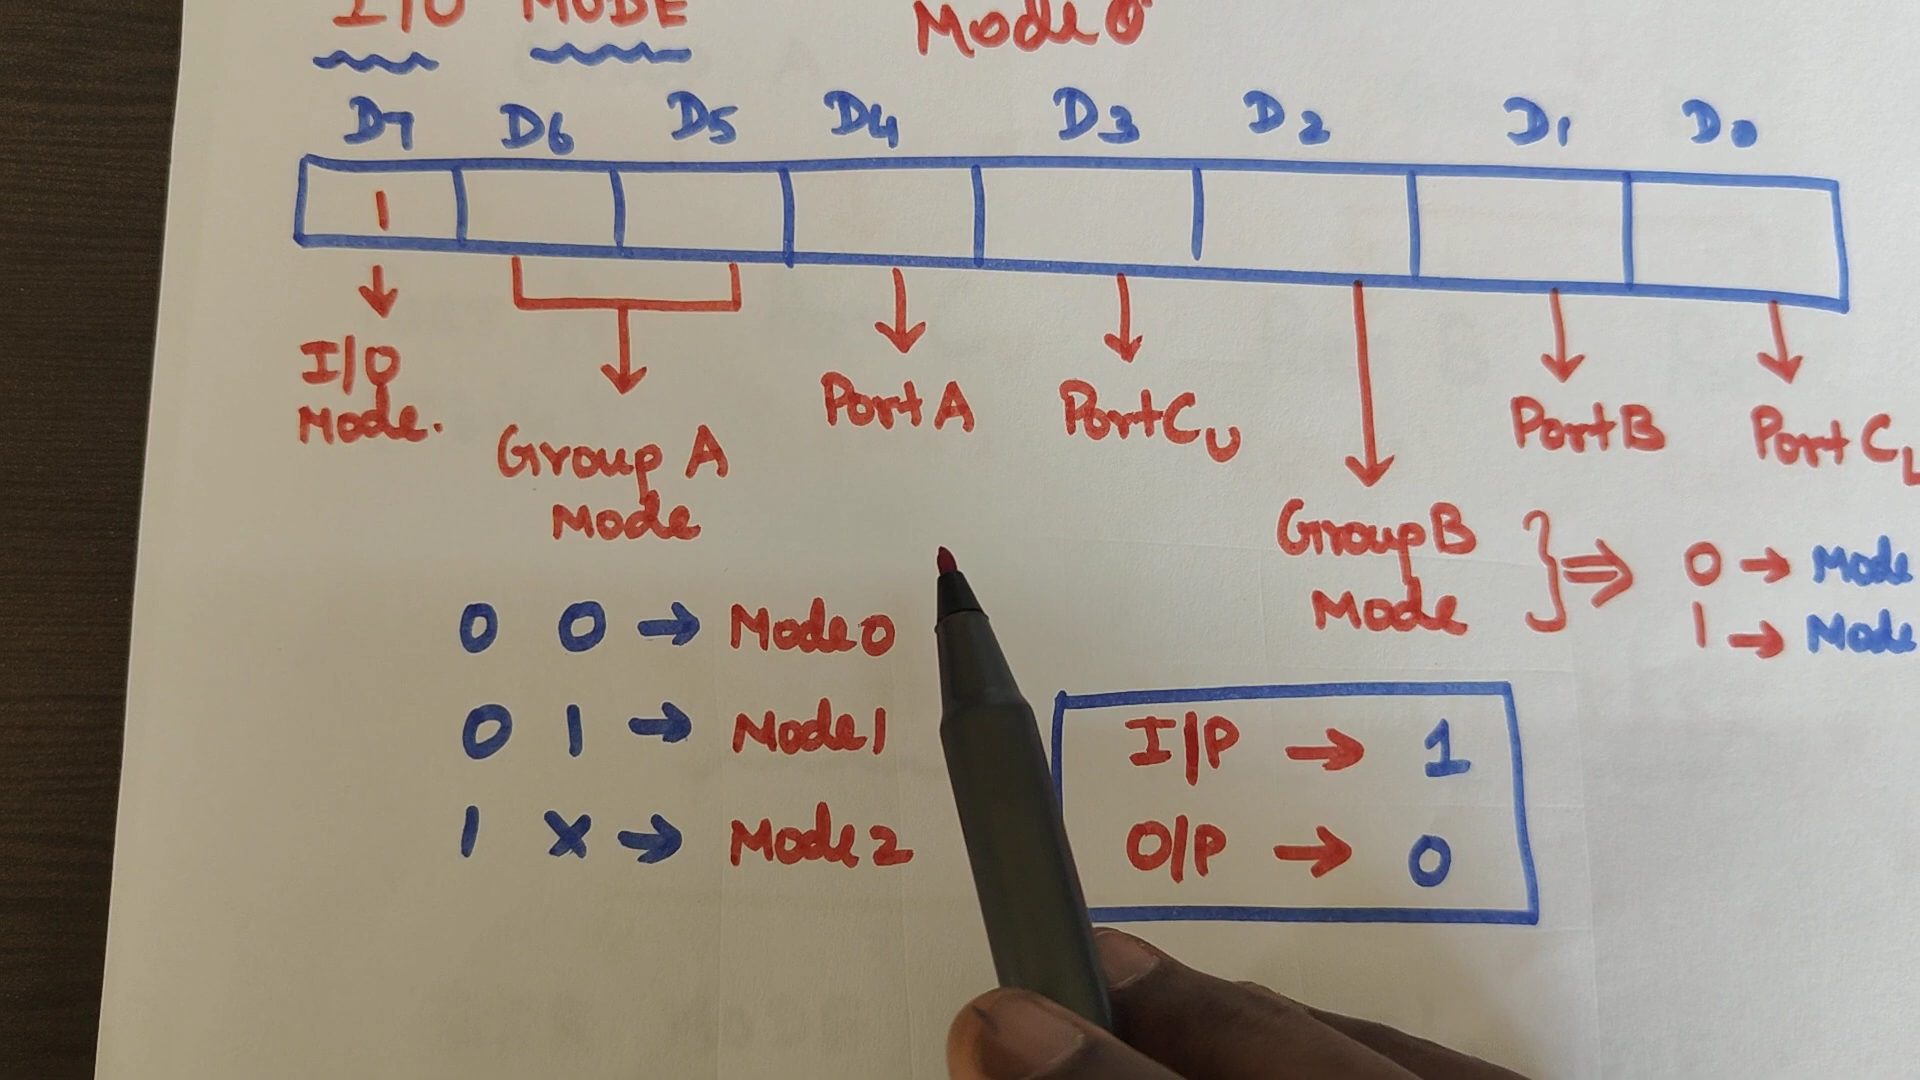 I/O MODE
Mode 0
D7 D6 D5 D4 D3 D2 D1 D0
1
I/O
Mode.
Group A
Mode
Port A
Port CU
Group B
Mode
Port B
Port CL
0 → Mode
1 → Mode
0 0 → Mode 0
0 1 → Mode 1
1 X → Mode 2
I/P → 1
O/P → 0